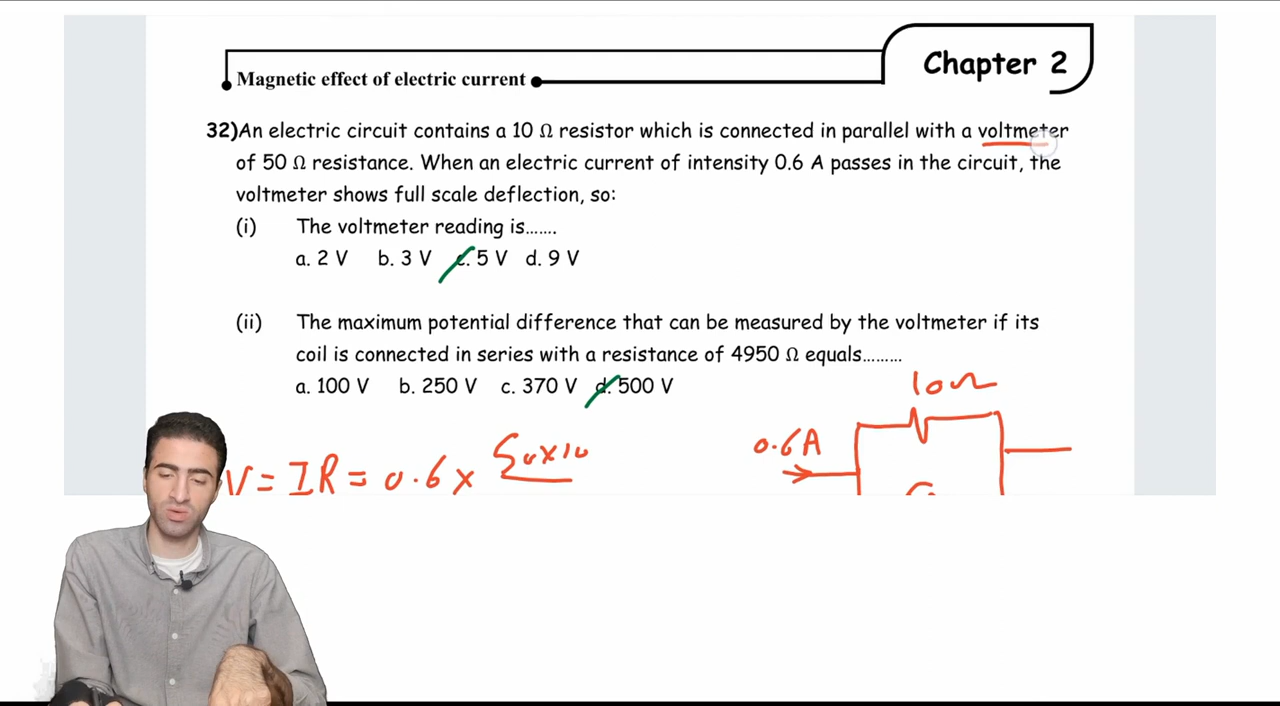 Chapter 2
Magnetic effect of electric current
32)An electric circuit contains a 10 Ω resistor which is connected in parallel with a voltmeter
of 50 Ω resistance. When an electric current of intensity 0.6 A passes in the circuit, the
voltmeter shows full scale deflection, so:
(i) The voltmeter reading is…….
a. 2 V b. 3 V c. 5 V d. 9 V
(ii) The maximum potential difference that can be measured by the voltmeter if its
coil is connected in series with a resistance of 4950 Ω equals………
a. 100 V b. 250 V c. 370 V d. 500 V
10Ω
0.6A
V = IR = 0.6 x 50x10